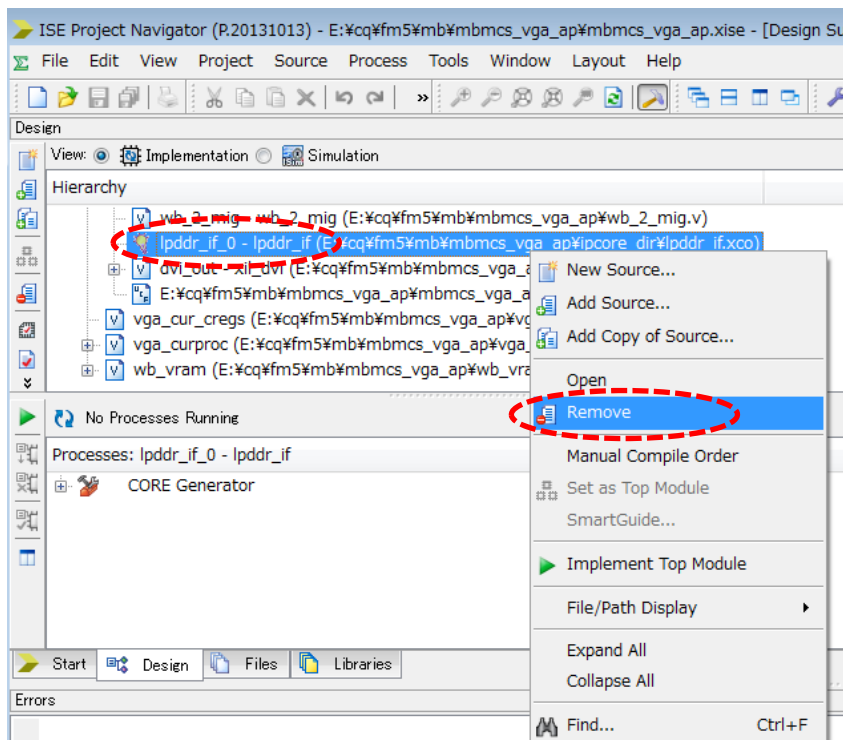 ISE Project Navigator (P.20131013) - E:¥cq¥fm5¥mb¥mbmcs_vga_ap¥mbmcs_vga_ap.xise - [Design Su
File Edit View Project Source Process Tools Window Layout Help
»
Design
View: Implementation Simulation
Hierarchy
wb_2_mig - wb_2_mig (E:¥cq¥fm5¥mb¥mbmcs_vga_ap¥wb_2_mig.v)
lpddr_if_0 - lpddr_if (E:¥cq¥fm5¥mb¥mbmcs_vga_ap¥ipcore_dir¥lpddr_if.xco)
dvi_out - xil_dvi (E:¥cq¥fm5¥mb¥mbmcs_vga_a
E:¥cq¥fm5¥mb¥mbmcs_vga_ap¥mbmcs_vga_a
vga_cur_cregs (E:¥cq¥fm5¥mb¥mbmcs_vga_ap¥vg
vga_curproc (E:¥cq¥fm5¥mb¥mbmcs_vga_ap¥vga_
wb_vram (E:¥cq¥fm5¥mb¥mbmcs_vga_ap¥wb_vra
New Source...
Add Source...
Add Copy of Source...
Open
Remove
Manual Compile Order
Set as Top Module
SmartGuide...
Implement Top Module
File/Path Display
Expand All
Collapse All
Find... Ctrl+F
No Processes Running
Processes: lpddr_if_0 - lpddr_if
CORE Generator
Start Design Files Libraries
Errors